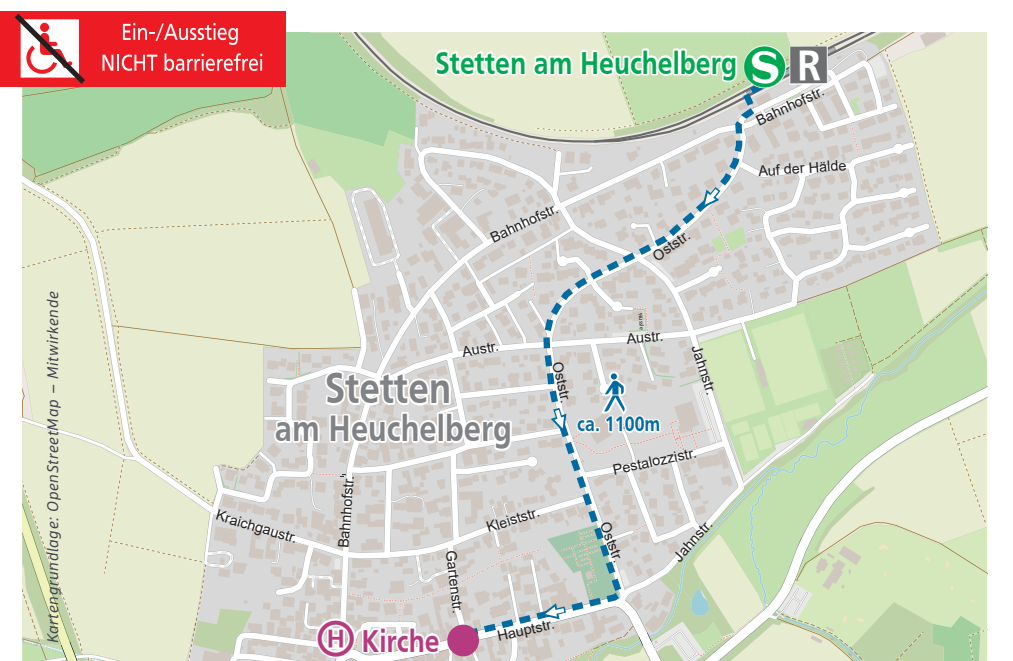 Ein-/Ausstieg
NICHT barrierefrei
Stetten am Heuchelberg S R
Bahnhofstr.
Auf der Hälde
Bahnhofstr.
Oststr.
Austr.
Austr.
Jahnstr.
Oststr.
Stetten
am Heuchelberg
ca. 1100m
Pestalozzistr.
Bahnhofstr.
Kraichgaustr.
Kleiststr.
Oststr.
Jahnstr.
Gartenstr.
Hauptstr.
H Kirche
Kartengrundlage: OpenStreetMap – Mitwirkende